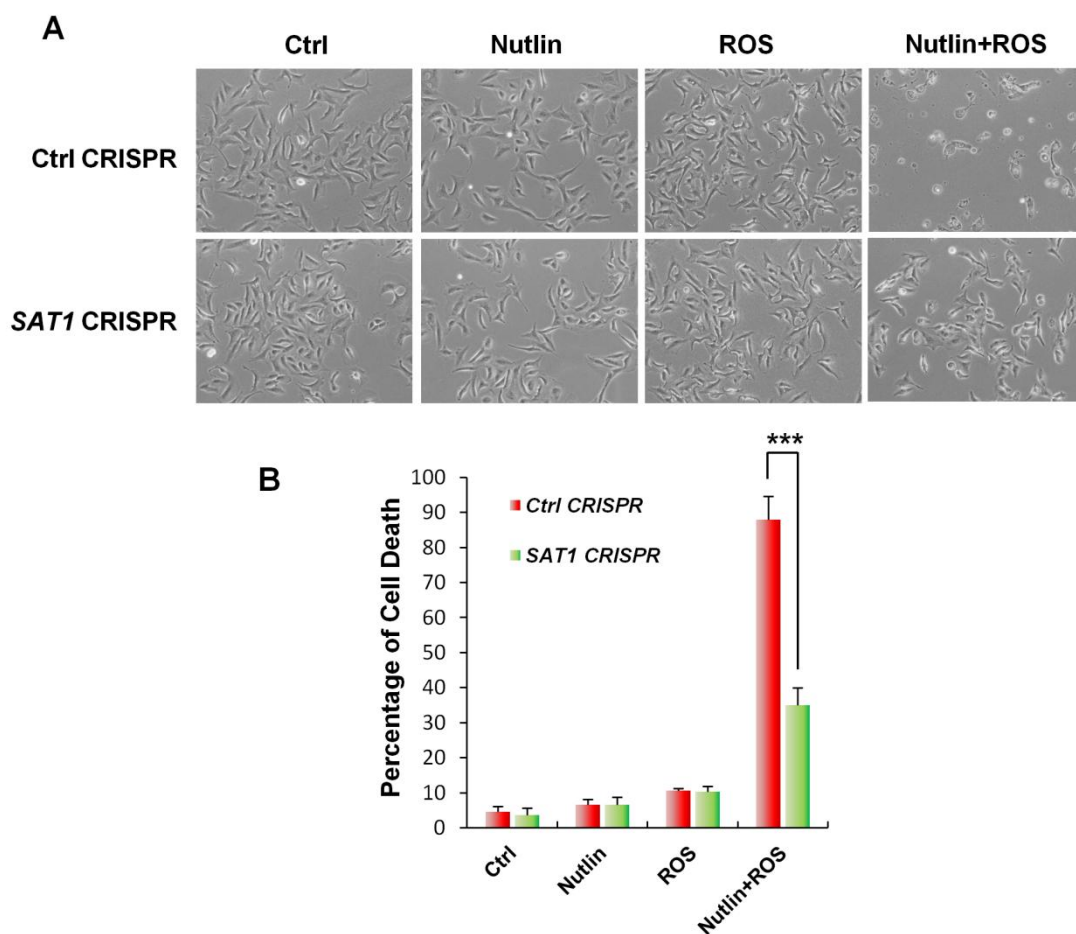 A
Ctrl
Nutlin
ROS
Nutlin+ROS
Ctrl CRISPR
SAT1 CRISPR
B
***
100
90
80
70
60
50
40
30
20
10
0
Percentage of Cell Death
Ctrl CRISPR
SAT1 CRISPR
Ctrl
Nutlin
ROS
Nutlin+ROS